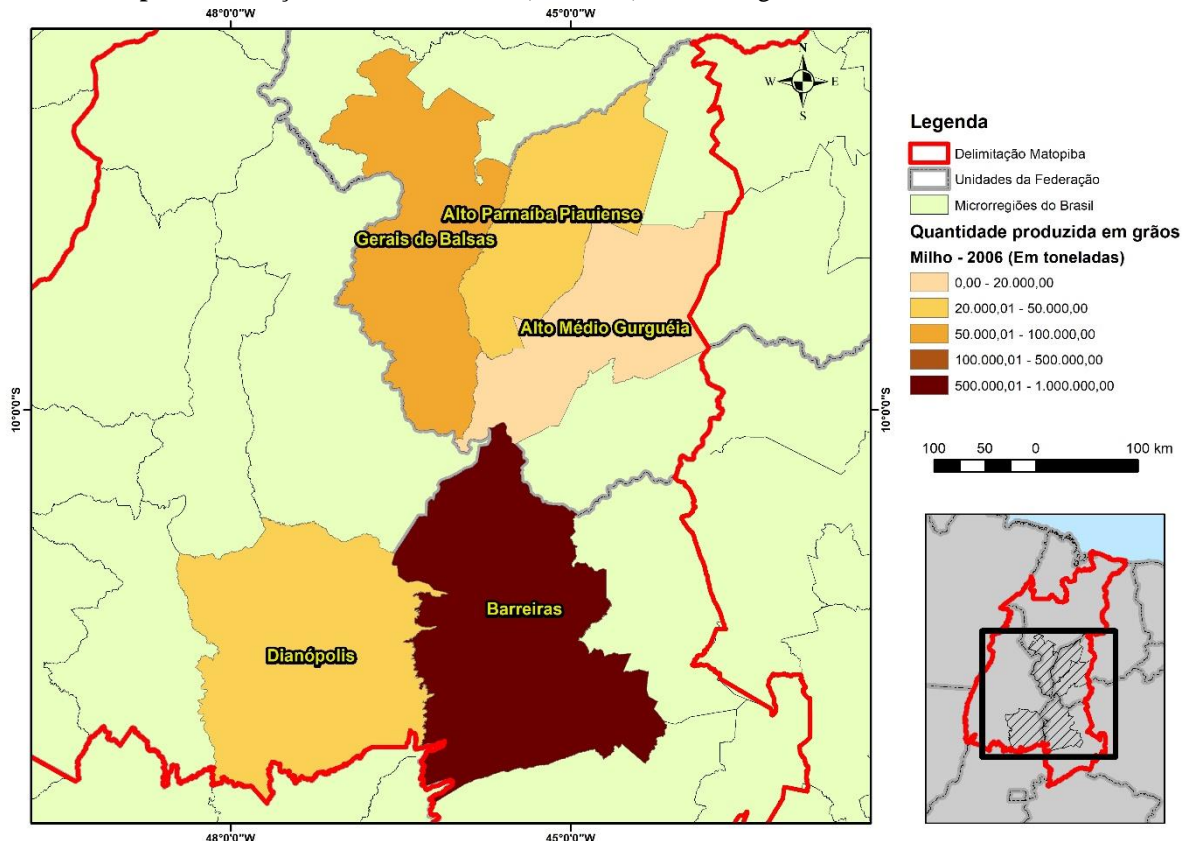 48°0'0"W
45°0'0"W
N
W
E
S
Alto Parnaíba Piauiense
Gerais de Balsas
Alto Médio Gurguéia
10°0'0"S
10°0'0"S
Barreiras
Dianópolis
48°0'0"W
45°0'0"W
Legenda
Delimitação Matopiba
Unidades da Federação
Microrregiões do Brasil
Quantidade produzida em grãos
Milho - 2006 (Em toneladas)
0,00 - 20.000,00
20.000,01 - 50.000,00
50.000,01 - 100.000,00
100.000,01 - 500.000,00
500.000,01 - 1.000.000,00
100 50 0 100 km